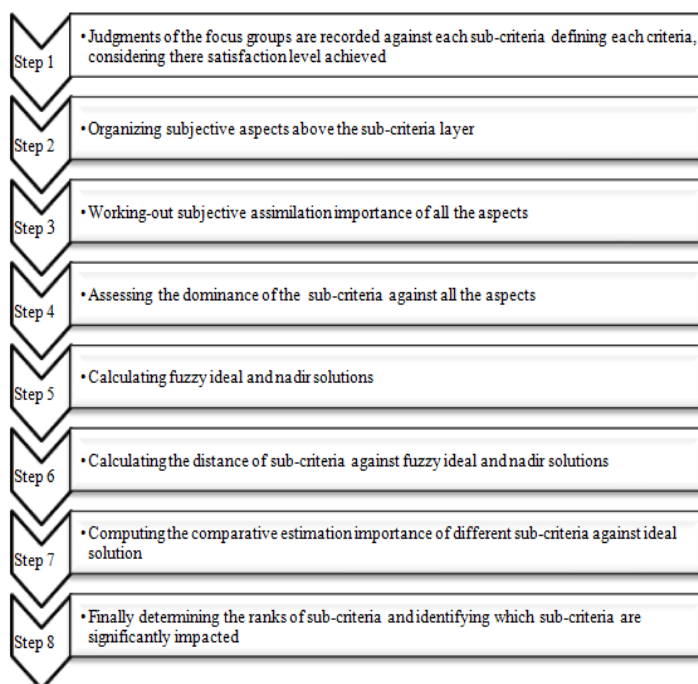 Step 1
• Judgments of the focus groups are recorded against each sub-criteria defining each criteria,
considering there satisfaction level achieved
Step 2
• Organizing subjective aspects above the sub-criteria layer
Step 3
• Working-out subjective assimilation importance of all the aspects
Step 4
• Assessing the dominance of the sub-criteria against all the aspects
Step 5
• Calculating fuzzy ideal and nadir solutions
Step 6
• Calculating the distance of sub-criteria against fuzzy ideal and nadir solutions
Step 7
• Computing the comparative estimation importance of different sub-criteria against ideal
solution
Step 8
• Finally determining the ranks of sub-criteria and identifying which sub-criteria are
significantly impacted